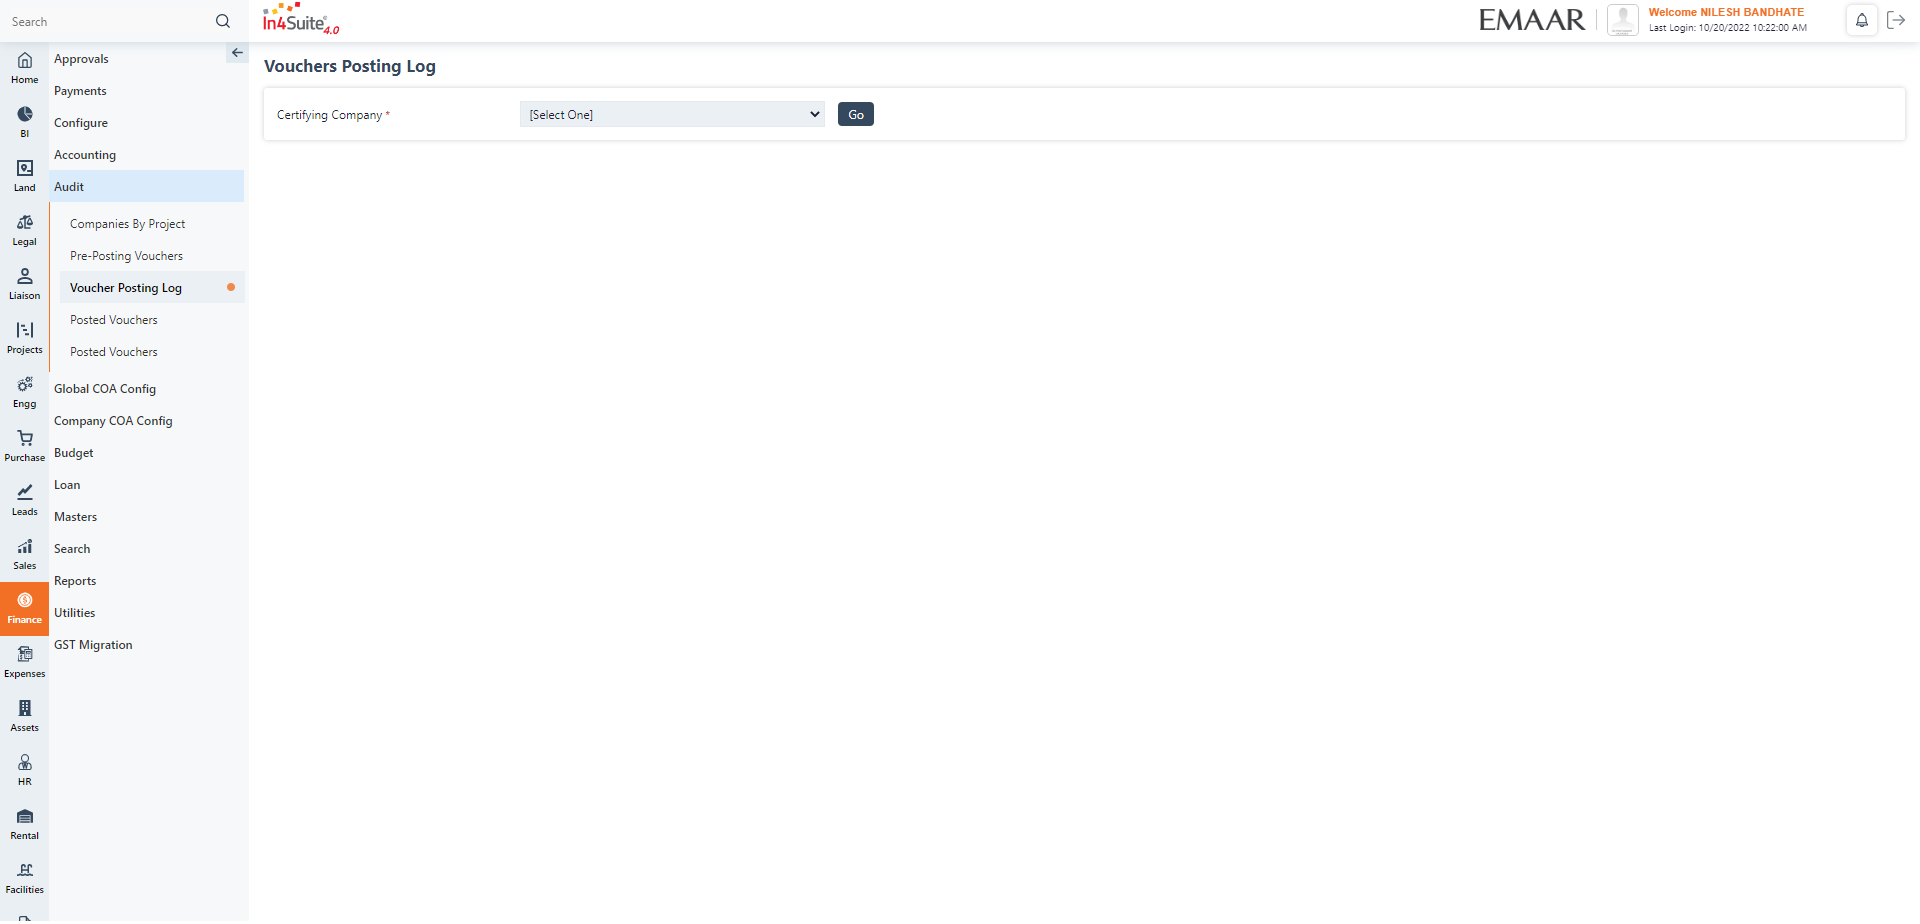 Search
In4Suite 4.0
EMAAR
Welcome NILESH BANDHATE
Last Login: 10/20/2022 10:22:00 AM
Home
BI
Land
Legal
Liaison
Projects
Engg
Purchase
Leads
Sales
Finance
Expenses
Assets
HR
Rental
Facilities
Approvals
Payments
Configure
Accounting
Audit
Companies By Project
Pre-Posting Vouchers
Voucher Posting Log
Posted Vouchers
Posted Vouchers
Global COA Config
Company COA Config
Budget
Loan
Masters
Search
Reports
Utilities
GST Migration
Vouchers Posting Log
Certifying Company * [Select One] Go